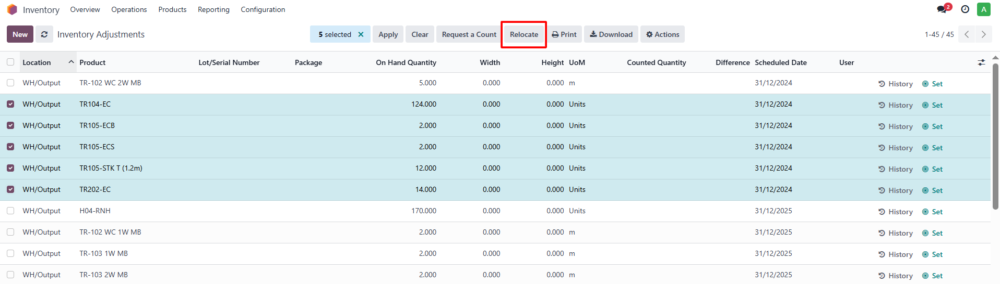 Inventory Overview Operations Products Reporting Configuration 2 A
New Inventory Adjustments 5 selected × Apply Clear Request a Count Relocate Print Download Actions 1-45 / 45
Location Product Lot/Serial Number Package On Hand Quantity Width Height UoM Counted Quantity Difference Scheduled Date User
WH/Output TR-102 WC 2W MB 5.000 0.000 0.000 m 31/12/2024 History Set
WH/Output TR104-EC 124.000 0.000 0.000 Units 31/12/2024 History Set
WH/Output TR105-ECB 2.000 0.000 0.000 Units 31/12/2024 History Set
WH/Output TR105-ECS 2.000 0.000 0.000 Units 31/12/2024 History Set
WH/Output TR105-STK T (1.2m) 12.000 0.000 0.000 Units 31/12/2024 History Set
WH/Output TR202-EC 14.000 0.000 0.000 Units 31/12/2024 History Set
WH/Output H04-RNH 170.000 0.000 0.000 Units 31/12/2025 History Set
WH/Output TR-102 WC 1W MB 2.000 0.000 0.000 m 31/12/2025 History Set
WH/Output TR-103 1W MB 2.000 0.000 0.000 m 31/12/2025 History Set
WH/Output TR-103 2W MB 2.000 0.000 0.000 m 31/12/2025 History Set